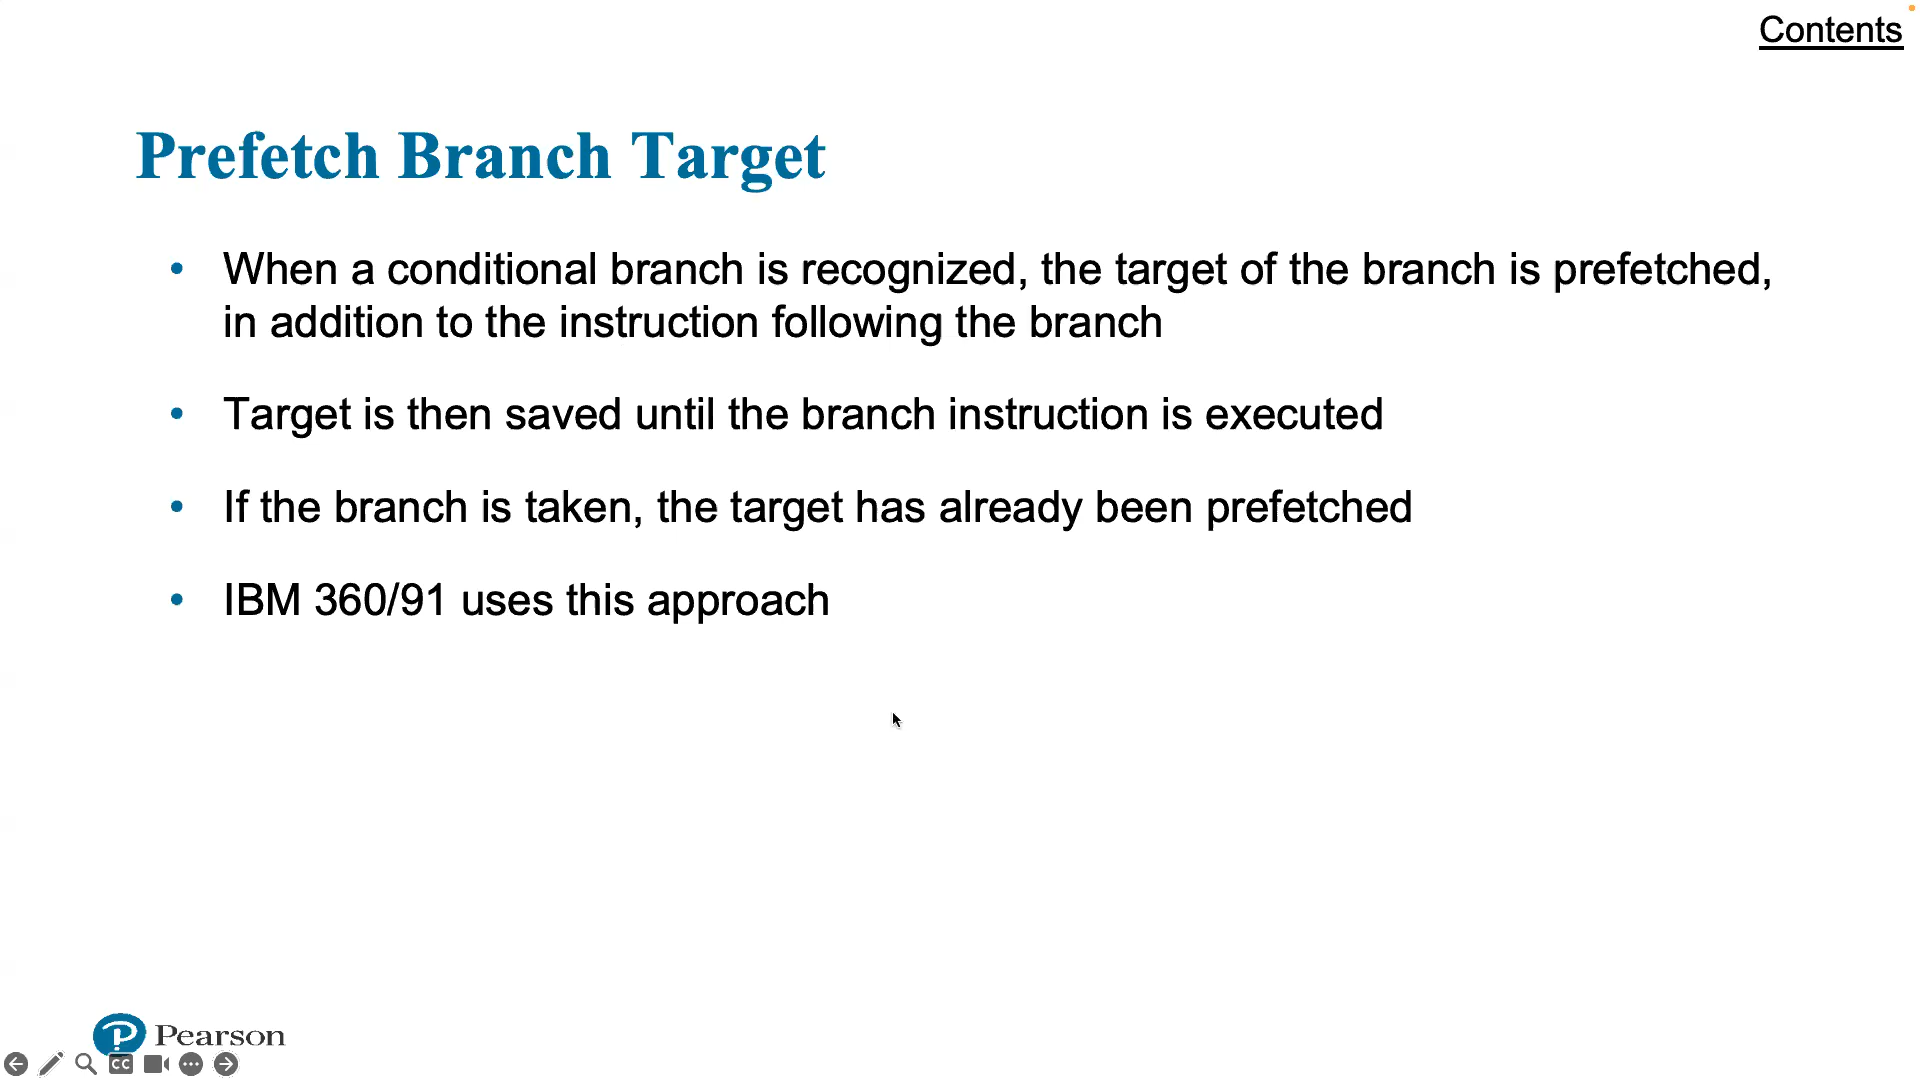 Contents
Prefetch Branch Target
• When a conditional branch is recognized, the target of the branch is prefetched,
in addition to the instruction following the branch
• Target is then saved until the branch instruction is executed
• If the branch is taken, the target has already been prefetched
• IBM 360/91 uses this approach
P Pearson
CC